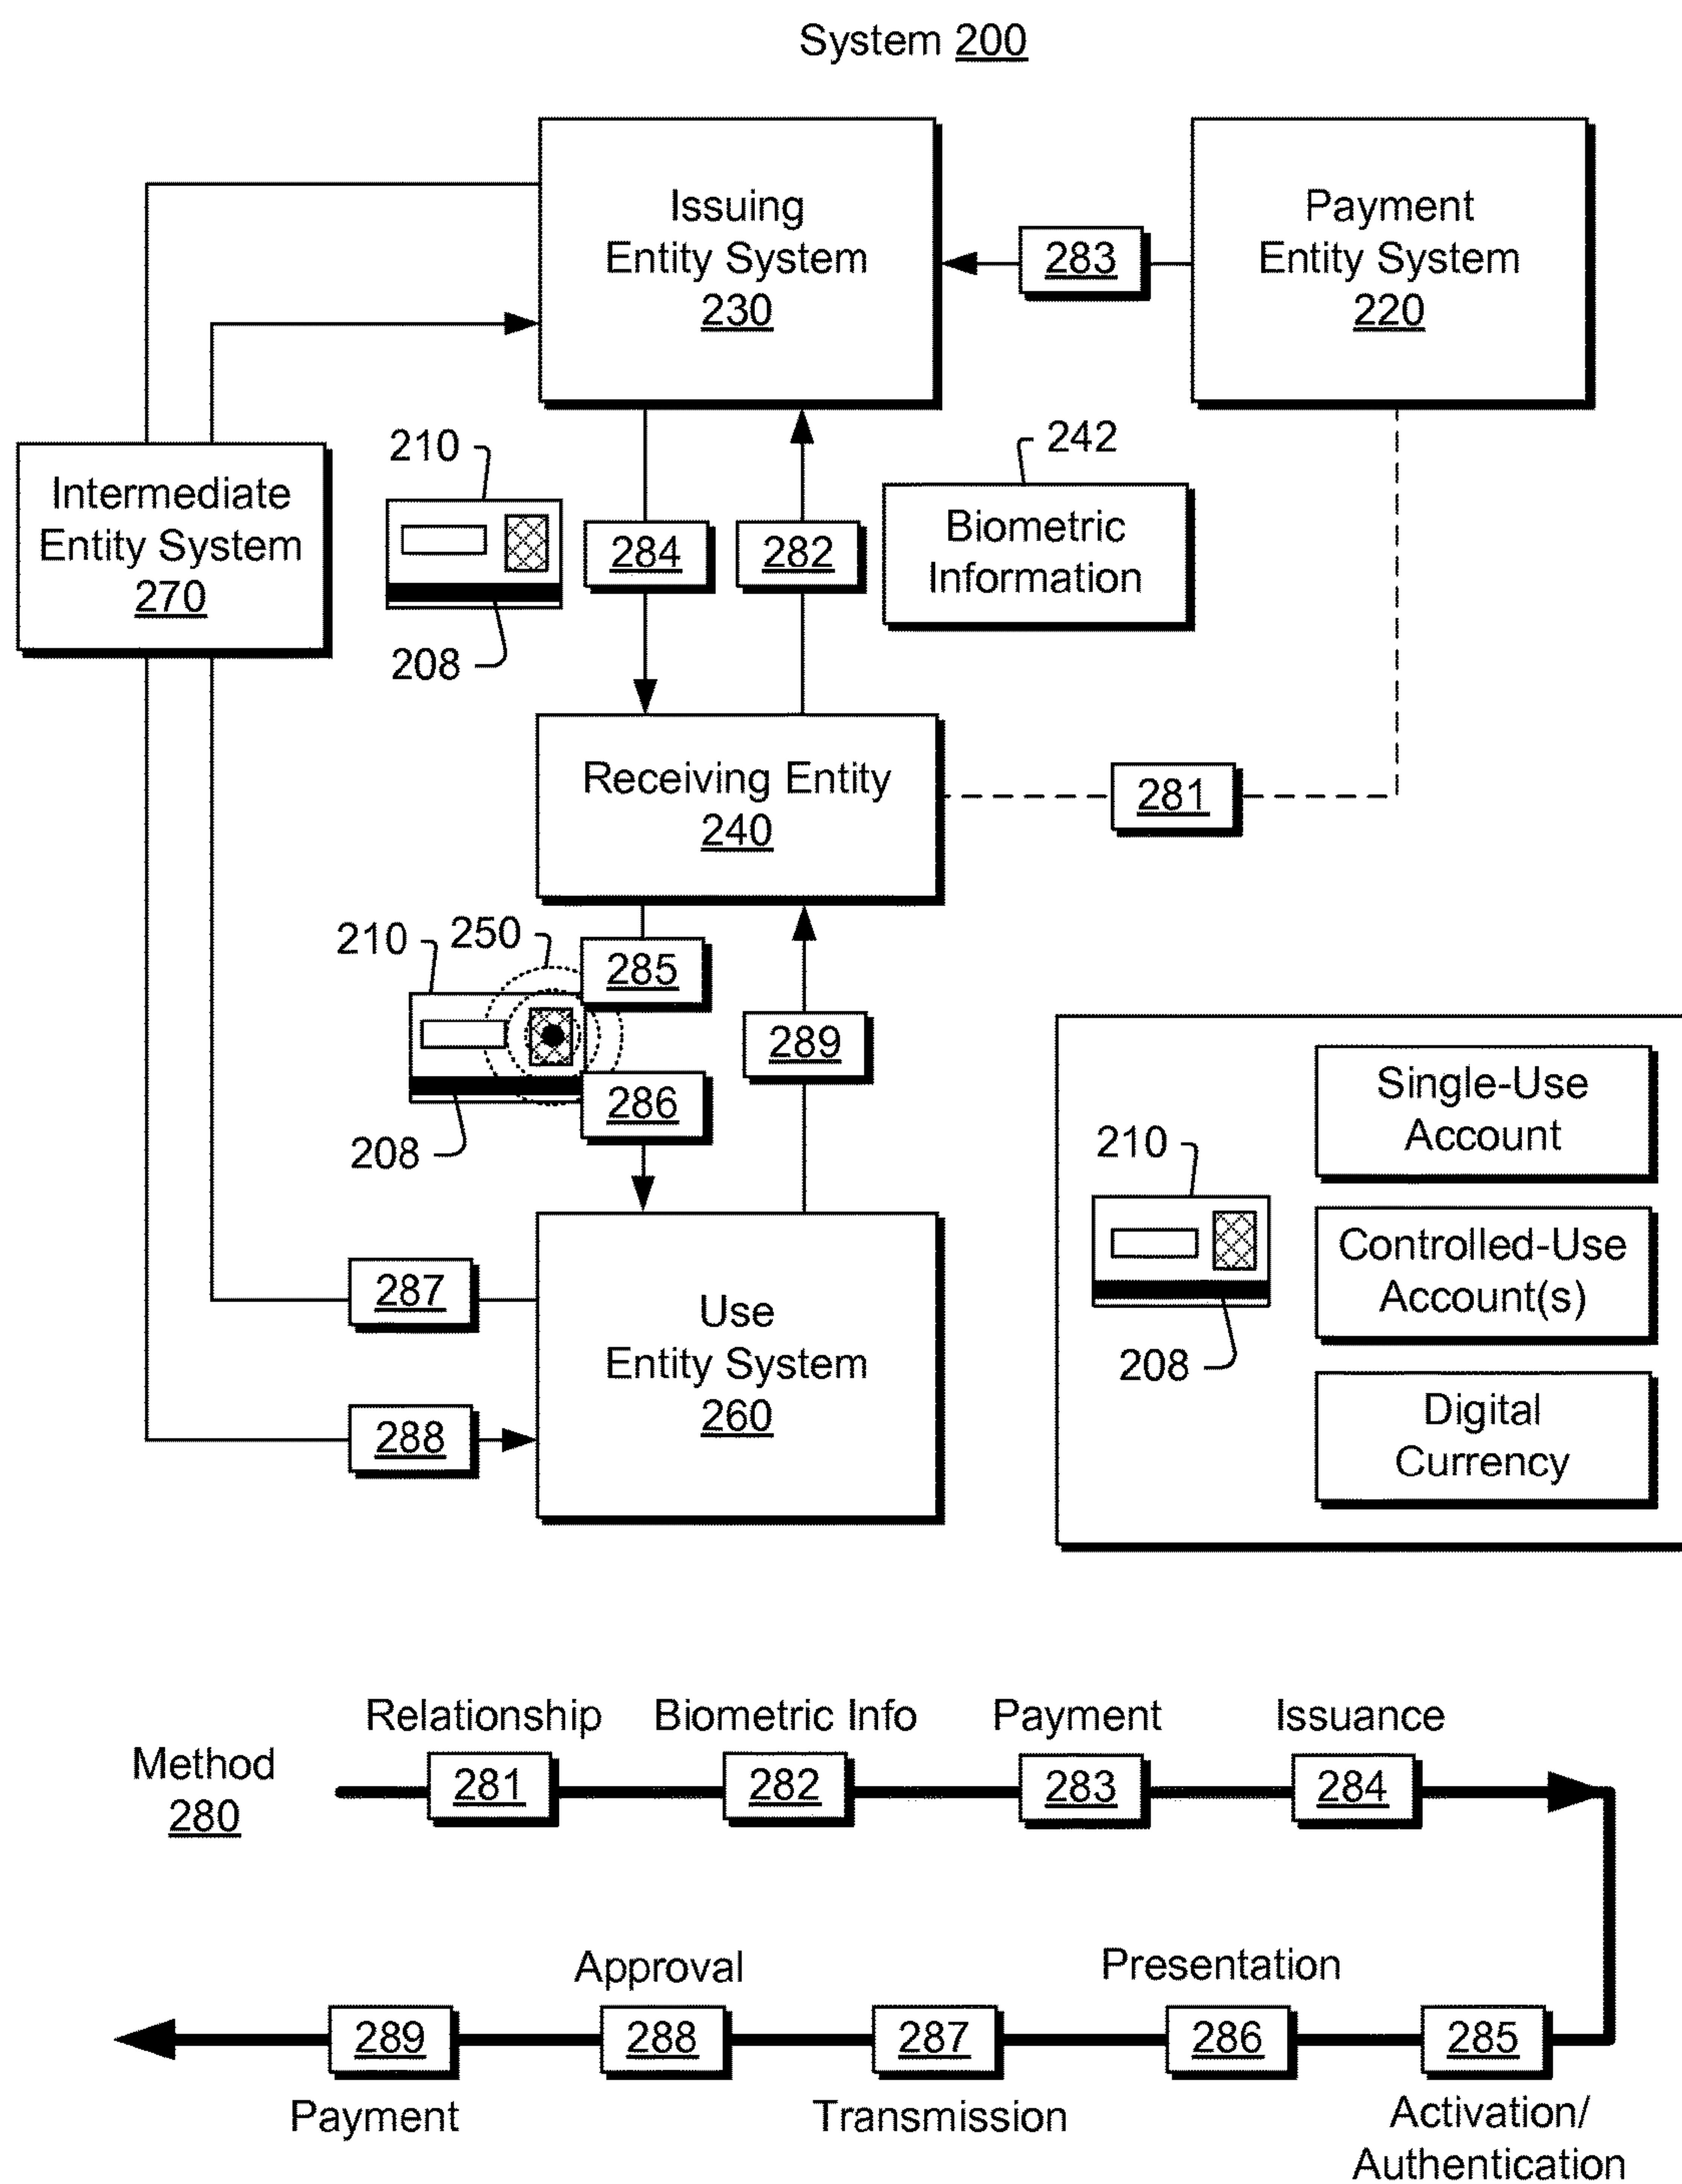 System 200
Issuing
Entity System
230
Payment
Entity System
220
283
Intermediate
Entity System
270
210
208
284
282
242
Biometric
Information
Receiving Entity
240
281
210
250
285
208
286
289
287
288
Use
Entity System
260
210
208
Single-Use
Account
Controlled-Use
Account(s)
Digital
Currency
Method
280
Relationship
281
Biometric Info
282
Payment
283
Issuance
284
Activation/
Authentication
285
Presentation
286
Transmission
287
Approval
288
Payment
289